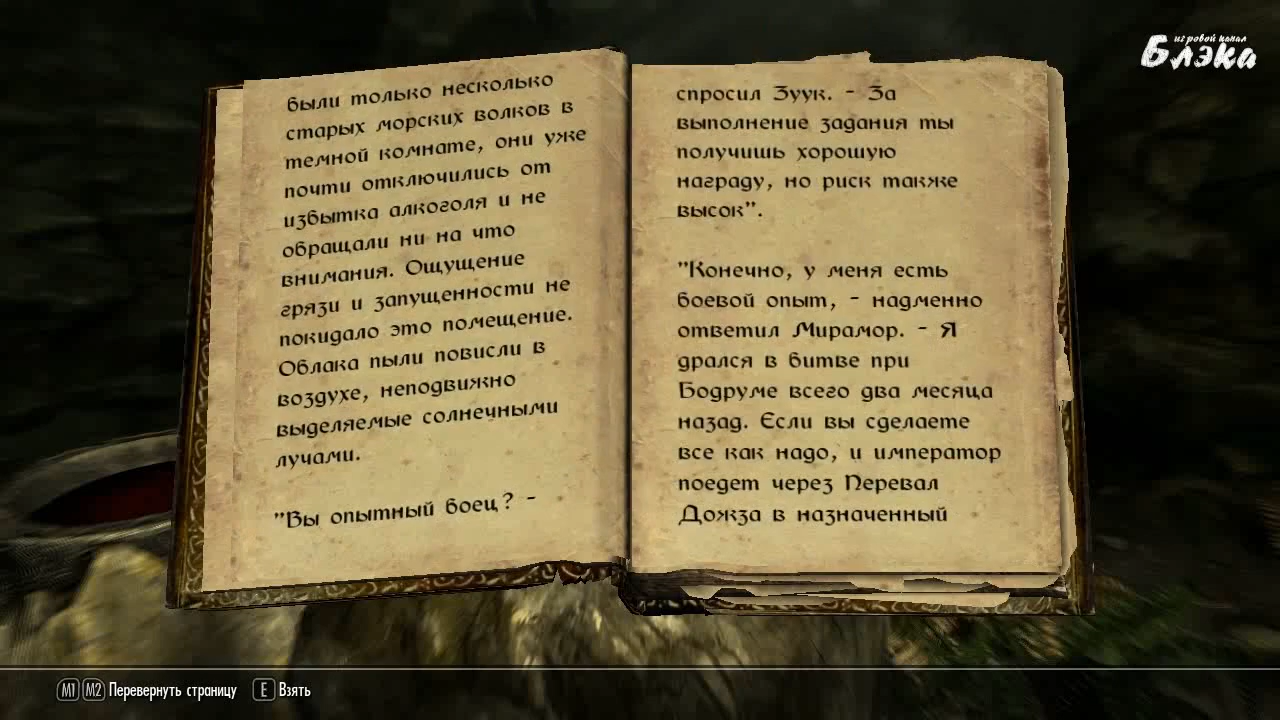 игровой канал
Блэка
были только несколько
старых морских волков в
темной комнате, они уже
почти отключились от
избытка алкоголя и не
обращали ни на что
внимания. Ощущение
грязи и запущенности не
покидало это помещение.
Облака пыли повисли в
воздухе, неподвижно
выделяемые солнечными
лучами.
"Вы опытный боец? -
спросил Зуук. - За
выполнение задания ты
получишь хорошую
награду, но риск также
высок".
"Конечно, у меня есть
боевой опыт, - надменно
ответил Мирамор. - Я
дрался в битве при
Бодруме всего два месяца
назад. Если вы сделаете
все как надо, и император
поедет через Перевал
Дожза в назначенный
M1 M2 Перевернуть страницу E Взять